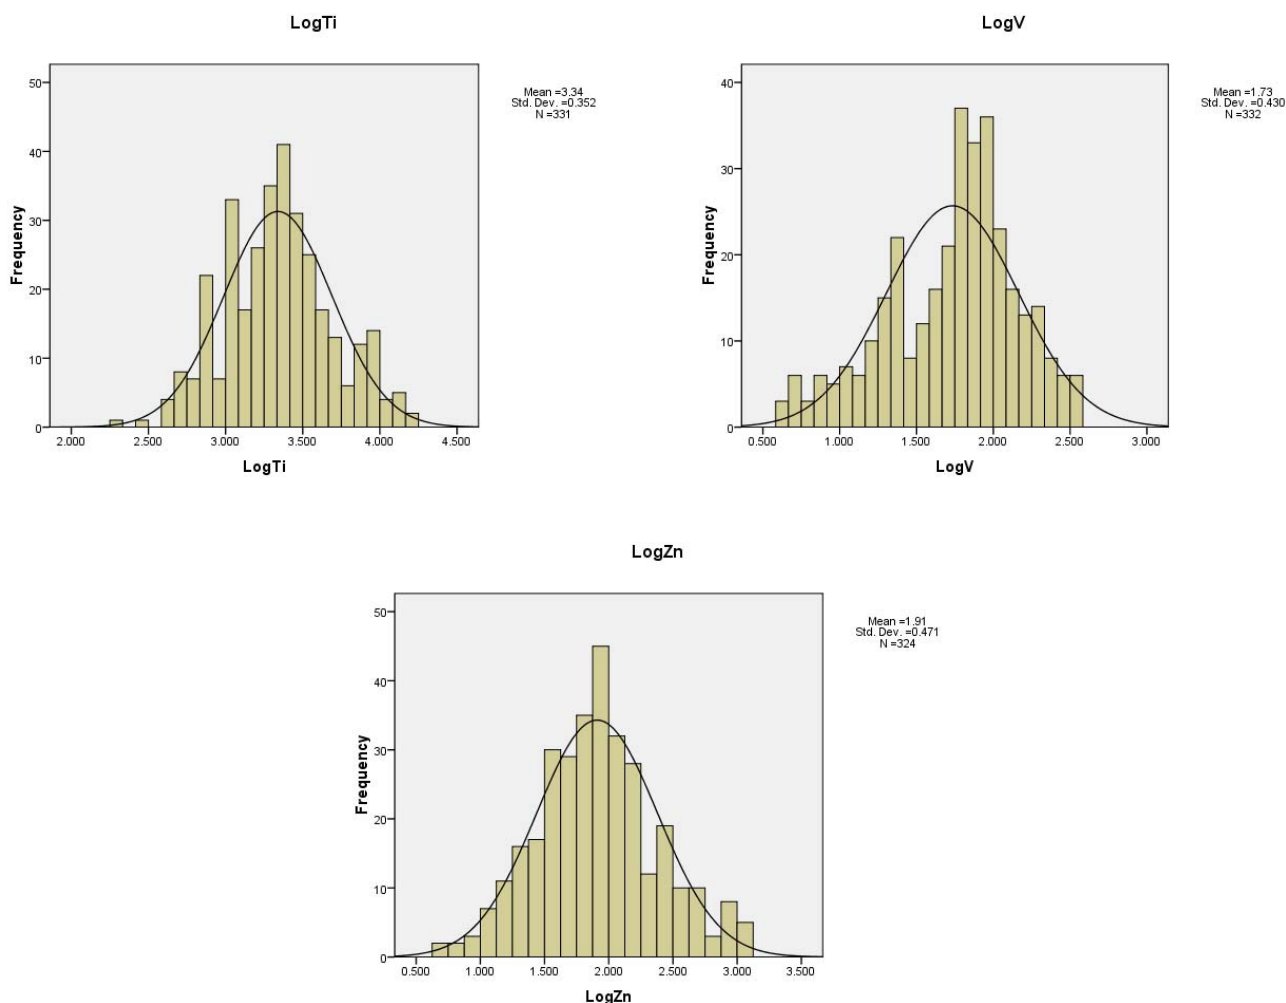 LogTi
Mean =3.34
Std. Dev. =0.352
N =331
Frequency
50
40
30
20
10
0
2.000 2.500 3.000 3.500 4.000 4.500
LogTi
LogV
Mean =1.73
Std. Dev. =0.430
N =332
Frequency
40
30
20
10
0
0.500 1.000 1.500 2.000 2.500 3.000
LogV
LogZn
Mean =1.91
Std. Dev. =0.471
N =324
Frequency
50
40
30
20
10
0
0.500 1.000 1.500 2.000 2.500 3.000 3.500
LogZn